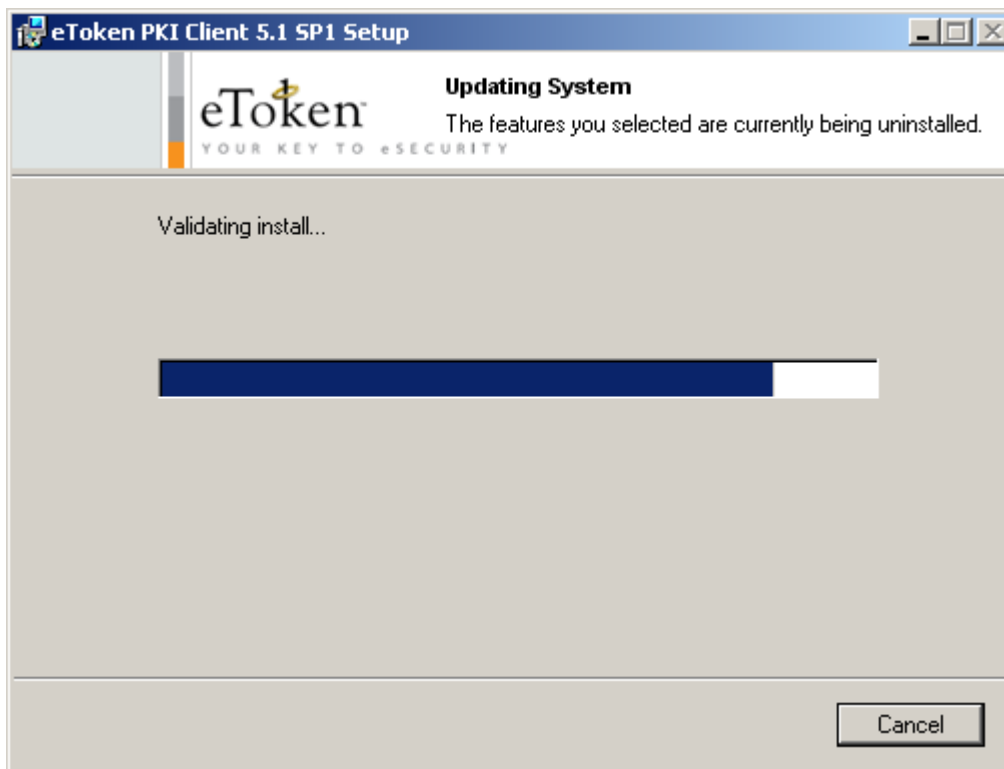 eToken PKI Client 5.1 SP1 Setup
eToken
YOUR KEY TO eSECURITY
Updating System
The features you selected are currently being uninstalled.
Validating install...
Cancel